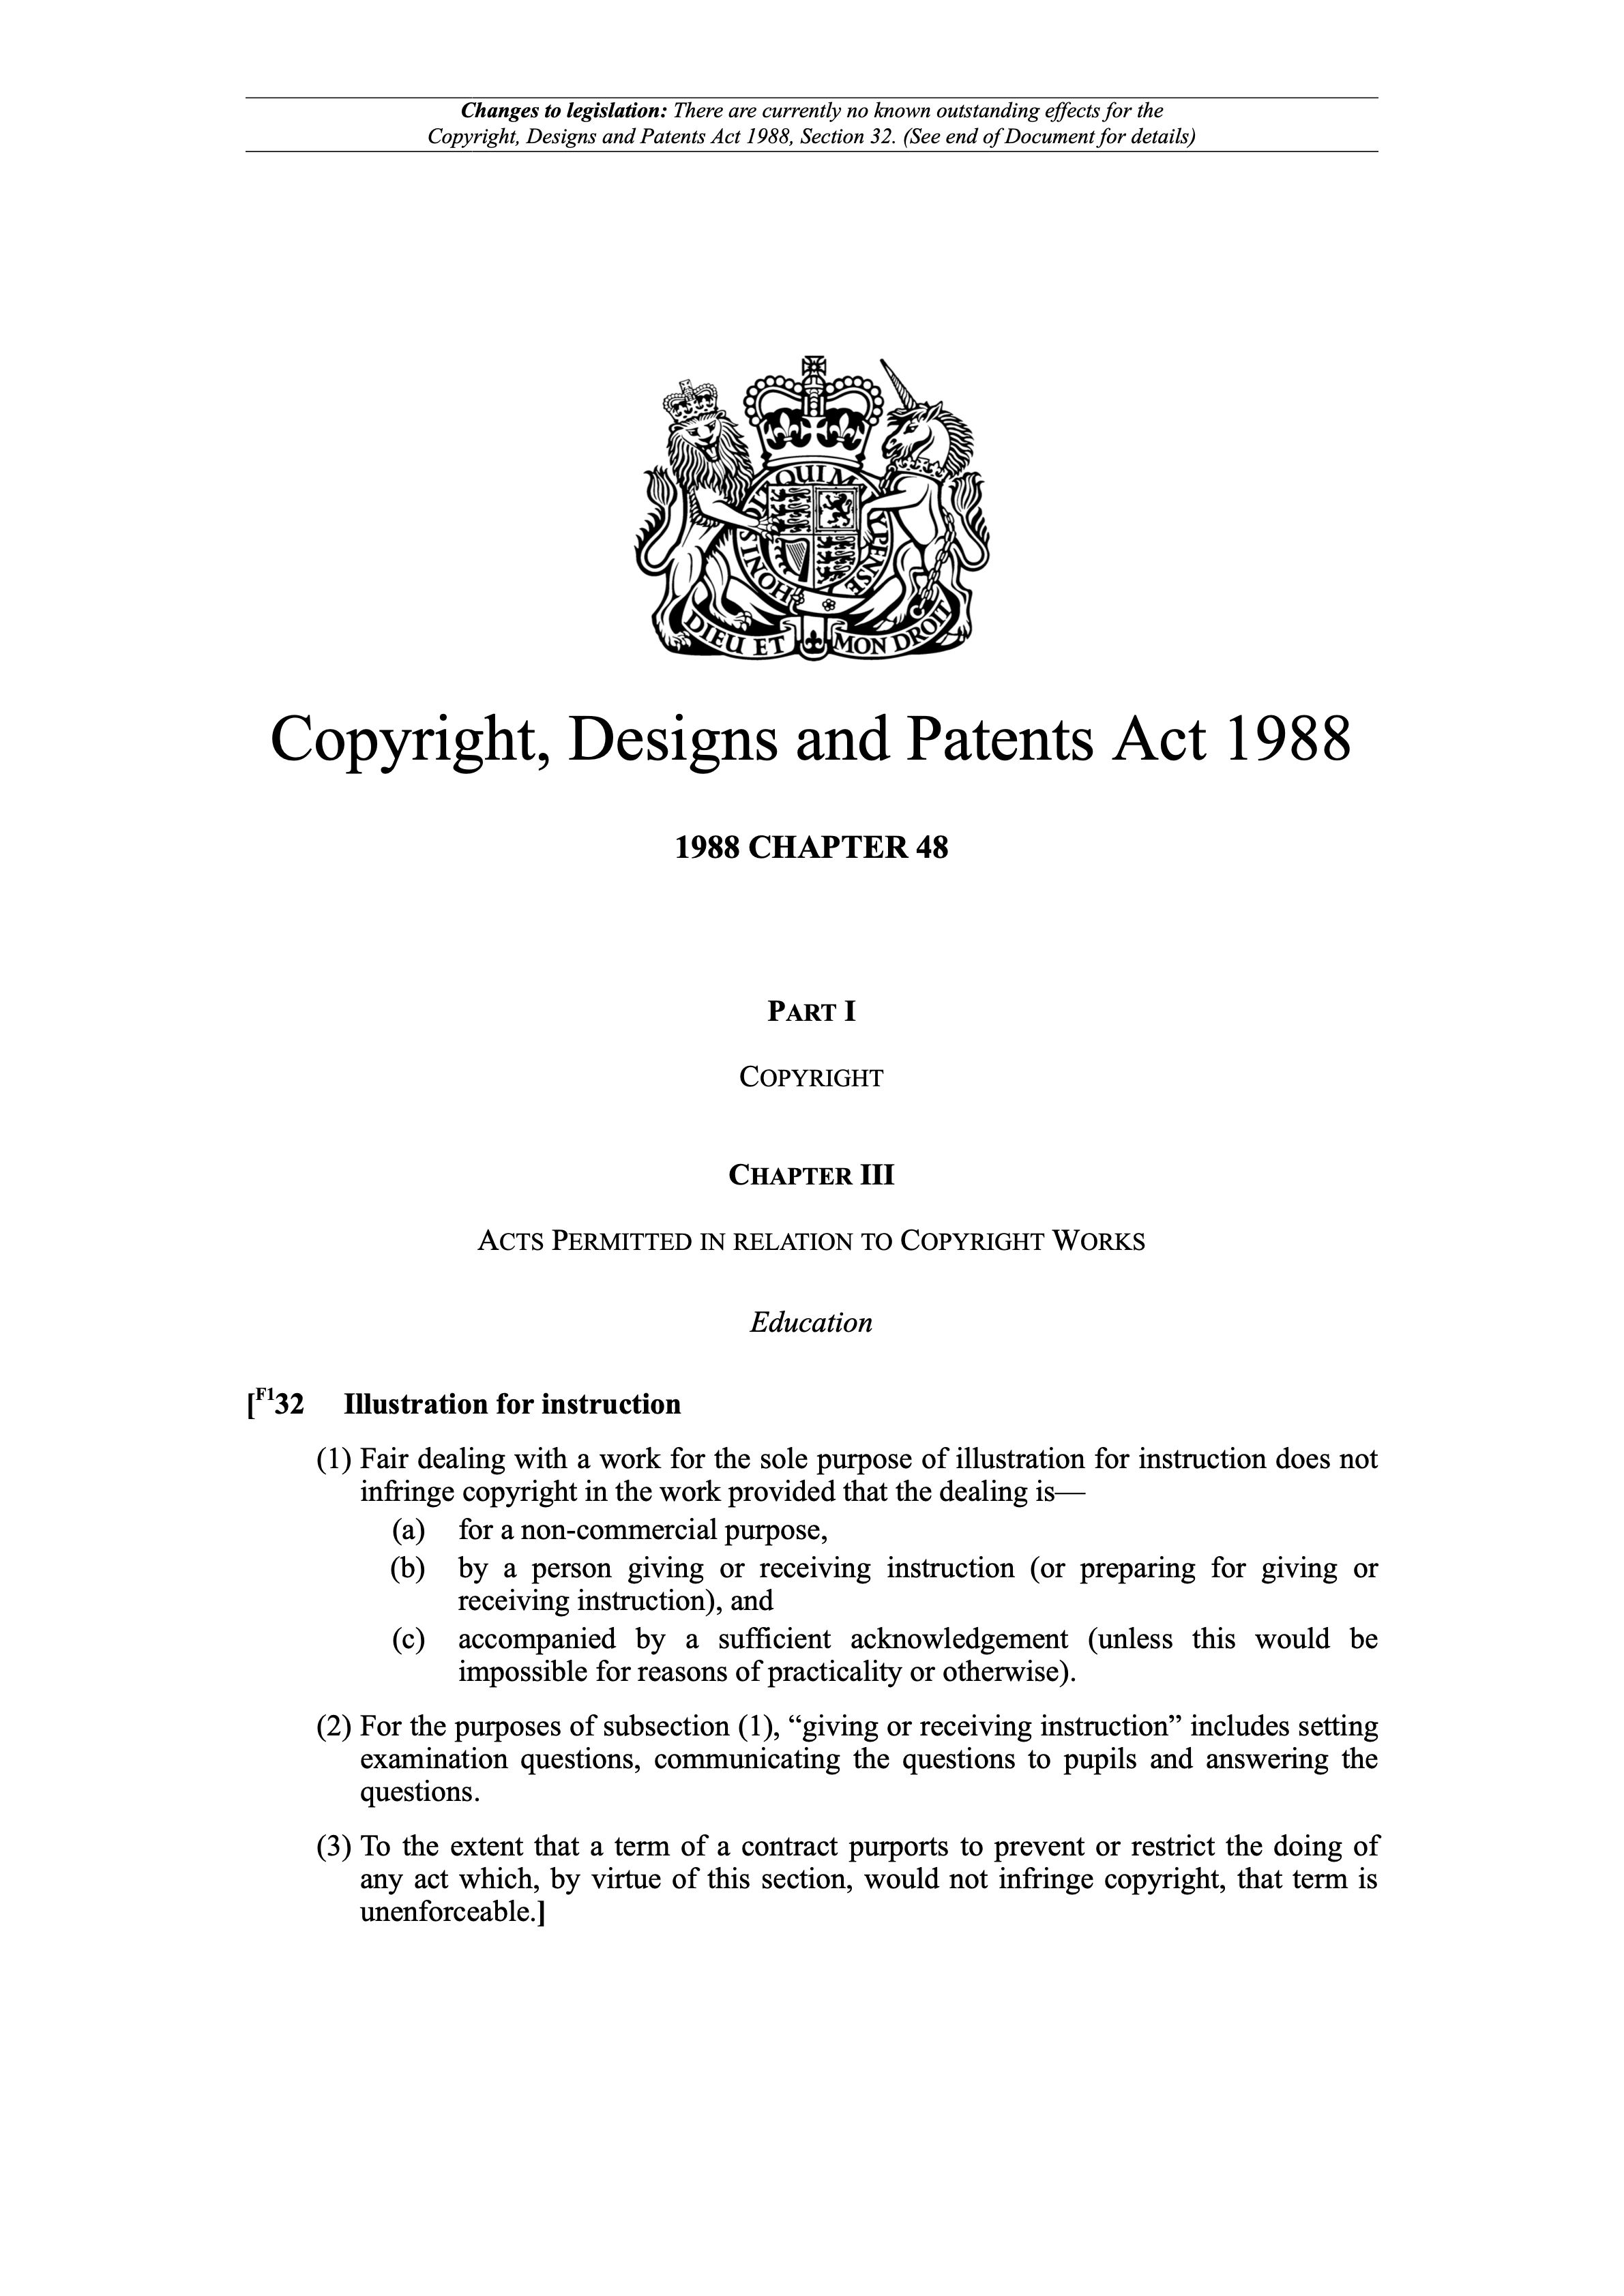 Changes to legislation: There are currently no known outstanding effects for the
Copyright, Designs and Patents Act 1988, Section 32. (See end of Document for details)
QUI M
HONI
SINOH
Y PENSE
DIEU ET MON DROIT
Copyright, Designs and Patents Act 1988
1988 CHAPTER 48
PART I
COPYRIGHT
CHAPTER III
ACTS PERMITTED IN RELATION TO COPYRIGHT WORKS
Education
[F132 Illustration for instruction
(1) Fair dealing with a work for the sole purpose of illustration for instruction does not
infringe copyright in the work provided that the dealing is—
(a) for a non-commercial purpose,
(b) by a person giving or receiving instruction (or preparing for giving or
receiving instruction), and
(c) accompanied by a sufficient acknowledgement (unless this would be
impossible for reasons of practicality or otherwise).
(2) For the purposes of subsection (1), “giving or receiving instruction” includes setting
examination questions, communicating the questions to pupils and answering the
questions.
(3) To the extent that a term of a contract purports to prevent or restrict the doing of
any act which, by virtue of this section, would not infringe copyright, that term is
unenforceable.]